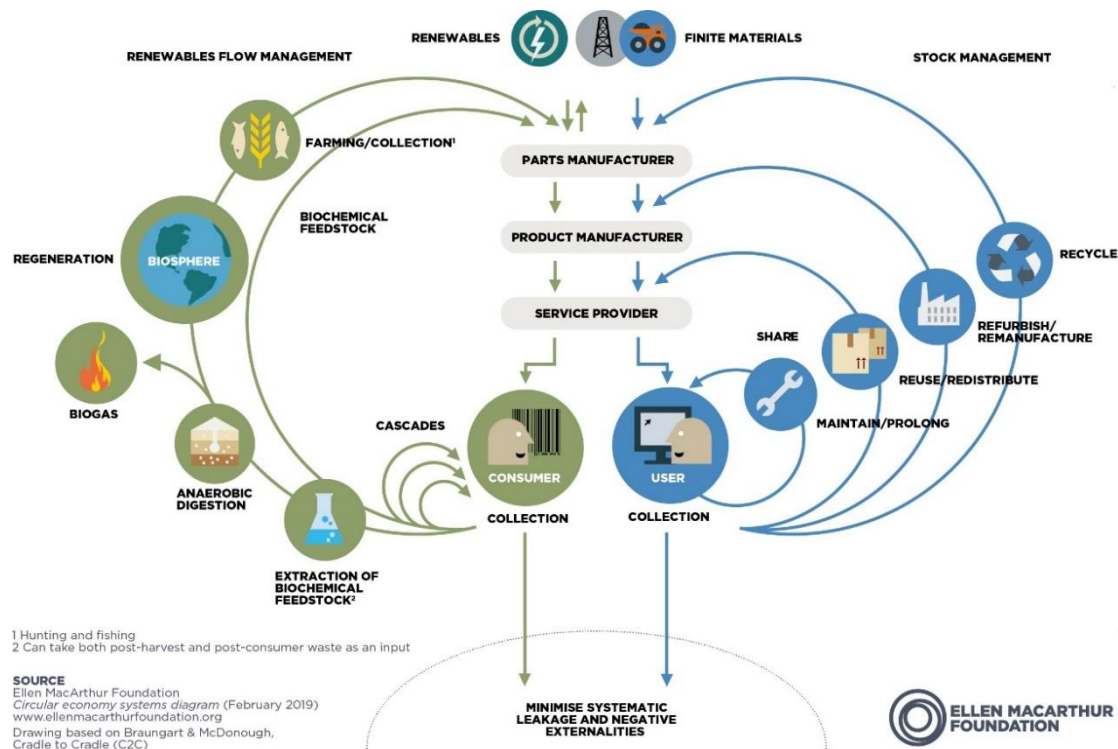 RENEWABLES
FINITE MATERIALS
RENEWABLES FLOW MANAGEMENT
STOCK MANAGEMENT
FARMING/COLLECTION¹
PARTS MANUFACTURER
BIOCHEMICAL
FEEDSTOCK
PRODUCT MANUFACTURER
REGENERATION
BIOSPHERE
RECYCLE
SERVICE PROVIDER
SHARE
REFURBISH/
REMANUFACTURE
REUSE/REDISTRIBUTE
BIOGAS
CASCADES
MAINTAIN/PROLONG
CONSUMER
USER
ANAEROBIC
DIGESTION
COLLECTION
COLLECTION
EXTRACTION OF
BIOCHEMICAL
FEEDSTOCK²
1 Hunting and fishing
2 Can take both post-harvest and post-consumer waste as an input
SOURCE
Ellen MacArthur Foundation
Circular economy systems diagram (February 2019)
www.ellenmacarthurfoundation.org
Drawing based on Braungart & McDonough,
Cradle to Cradle (C2C)
MINIMISE SYSTEMATIC
LEAKAGE AND NEGATIVE
EXTERNALITIES
ELLEN MACARTHUR
FOUNDATION